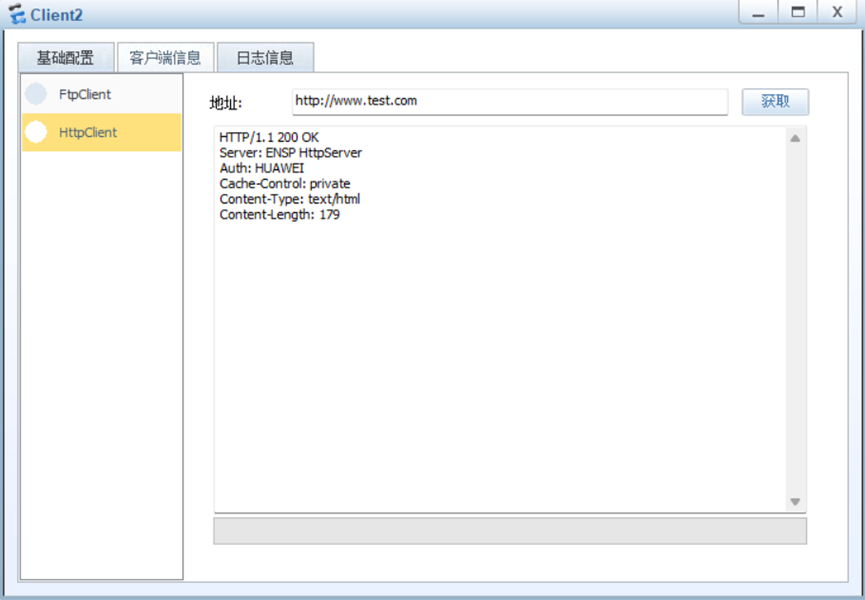 Client2
基础配置 客户端信息 日志信息
FtpClient
HttpClient
地址: http://www.test.com 获取
HTTP/1.1 200 OK
Server: ENSP HttpServer
Auth: HUAWEI
Cache-Control: private
Content-Type: text/html
Content-Length: 179